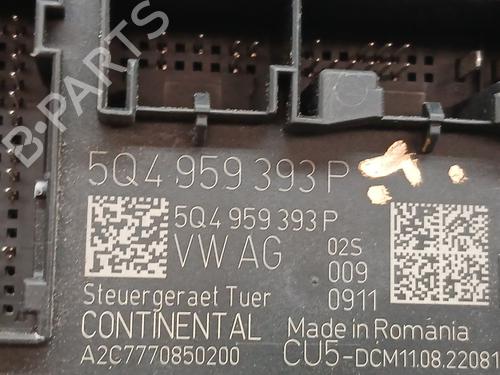 B-PARTS
5Q4 959 393 P
5Q4 959 393 P
VW AG
02S
009
0911
Steuergeraet Tuer
CONTINENTAL
Made in Romania
A2C7770850200
CU5-DCM11.08.22081
B-PARTS